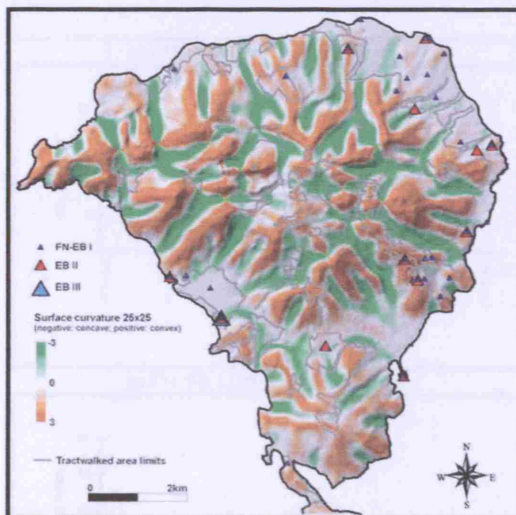 FN-EB I
EB II
EB III
Surface curvature 25x25
(negative: concave; positive: convex)
-3
0
3
Tractwalked area limits
0 2km
N
W E
S